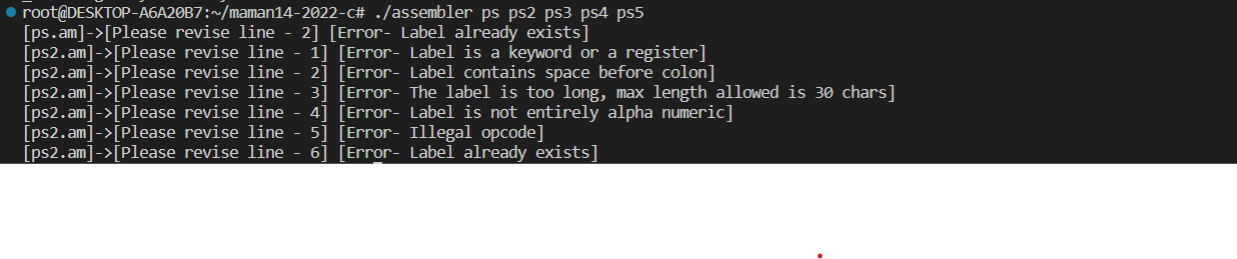 root@DESKTOP-A6A20B7:~/maman14-2022-c# ./assembler ps ps2 ps3 ps4 ps5
[ps.am]->[Please revise line - 2] [Error- Label already exists]
[ps2.am]->[Please revise line - 1] [Error- Label is a keyword or a register]
[ps2.am]->[Please revise line - 2] [Error- Label contains space before colon]
[ps2.am]->[Please revise line - 3] [Error- The label is too long, max length allowed is 30 chars]
[ps2.am]->[Please revise line - 4] [Error- Label is not entirely alpha numeric]
[ps2.am]->[Please revise line - 5] [Error- Illegal opcode]
[ps2.am]->[Please revise line - 6] [Error- Label already exists]